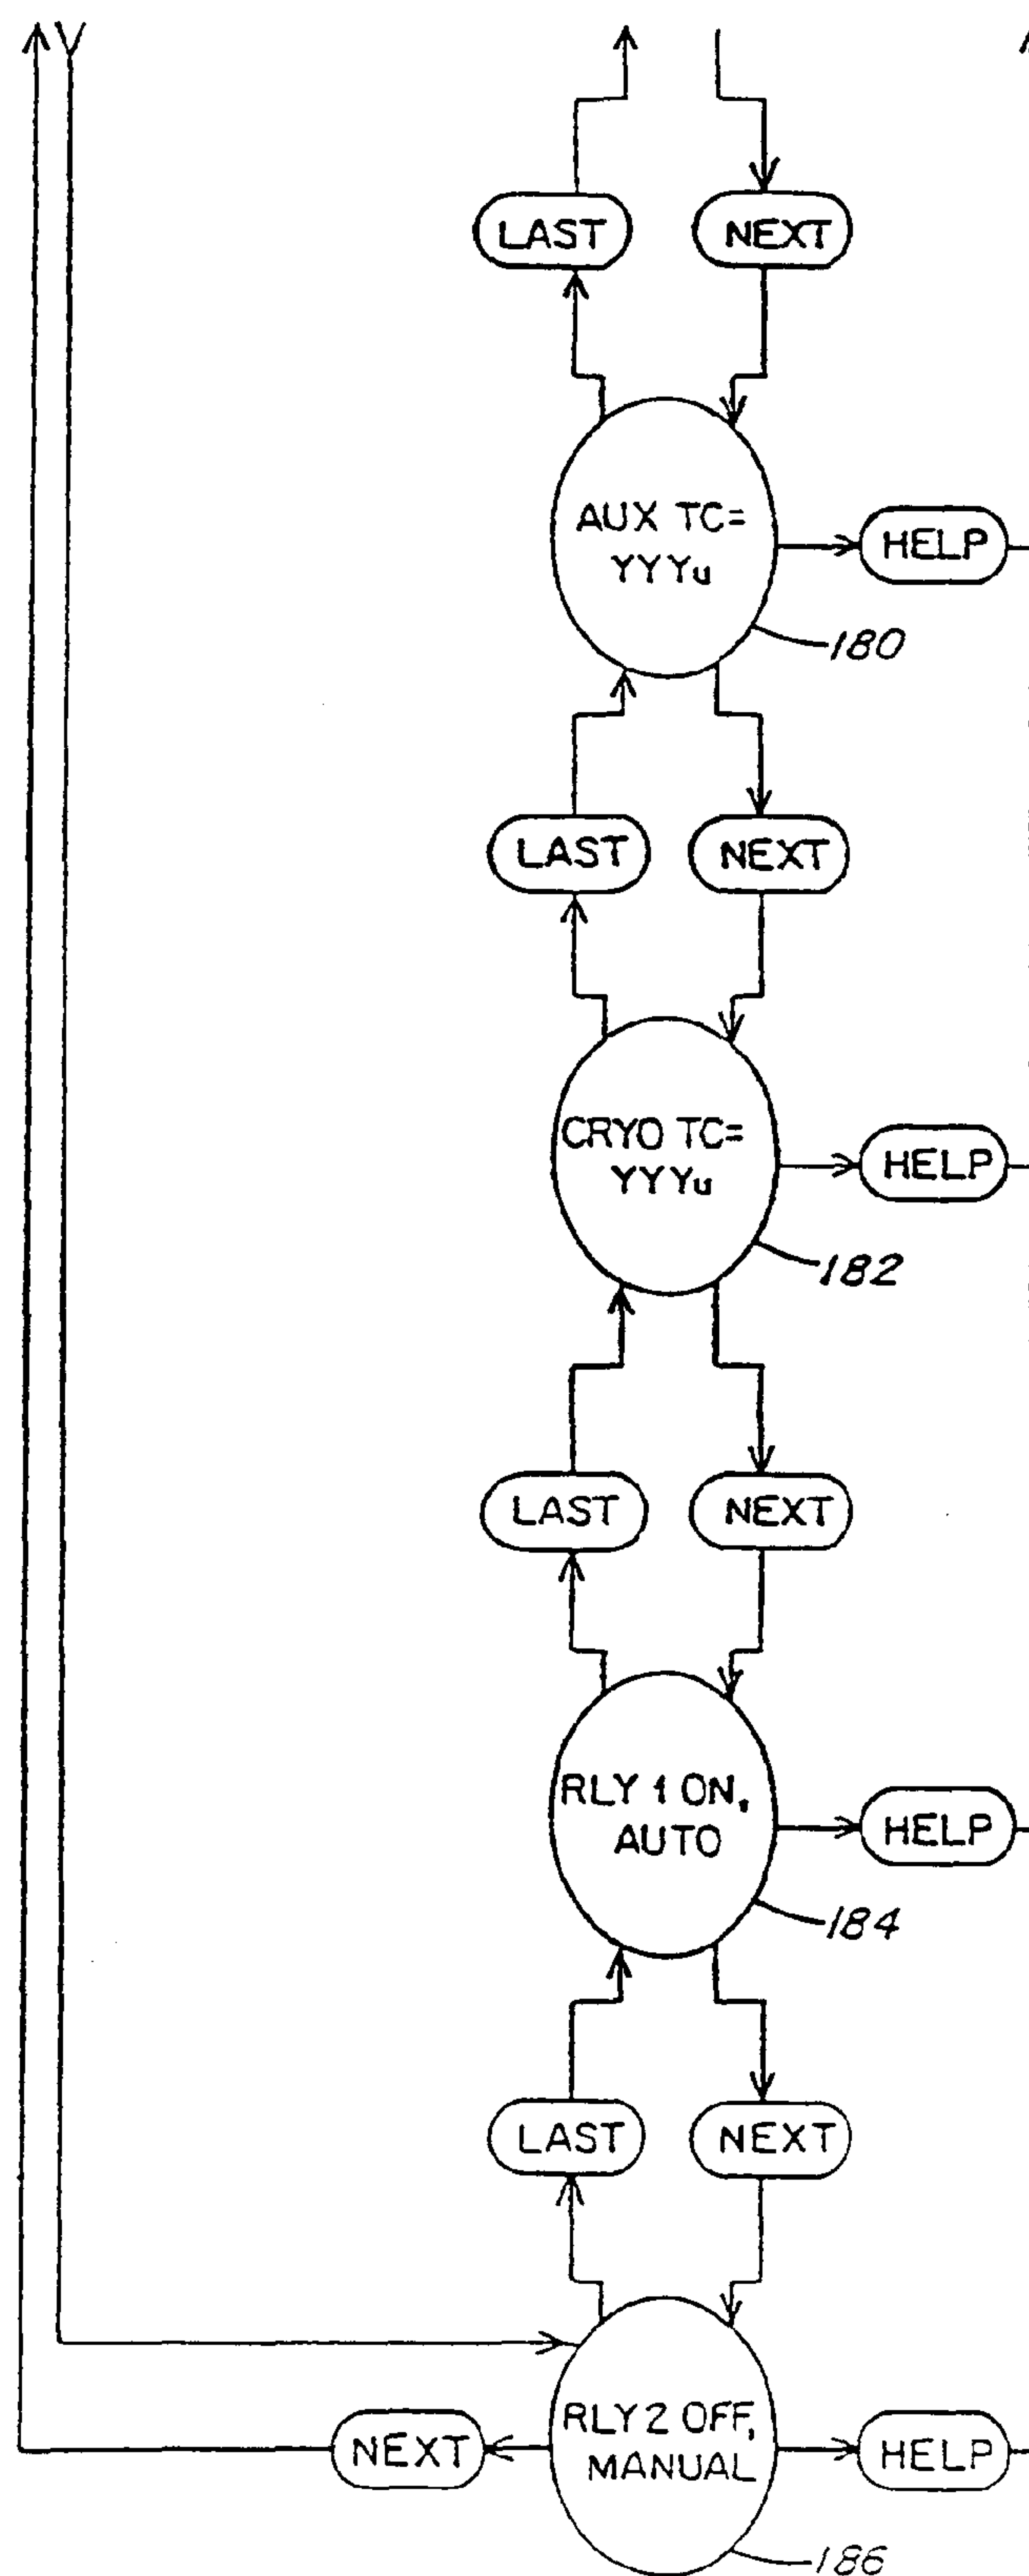 LAST
NEXT
AUX TC=
YYYu
HELP
180
LAST
NEXT
CRYO TC=
YYYu
HELP
182
LAST
NEXT
RLY 1 ON,
AUTO
HELP
184
LAST
NEXT
RLY 2 OFF,
MANUAL
NEXT
HELP
186